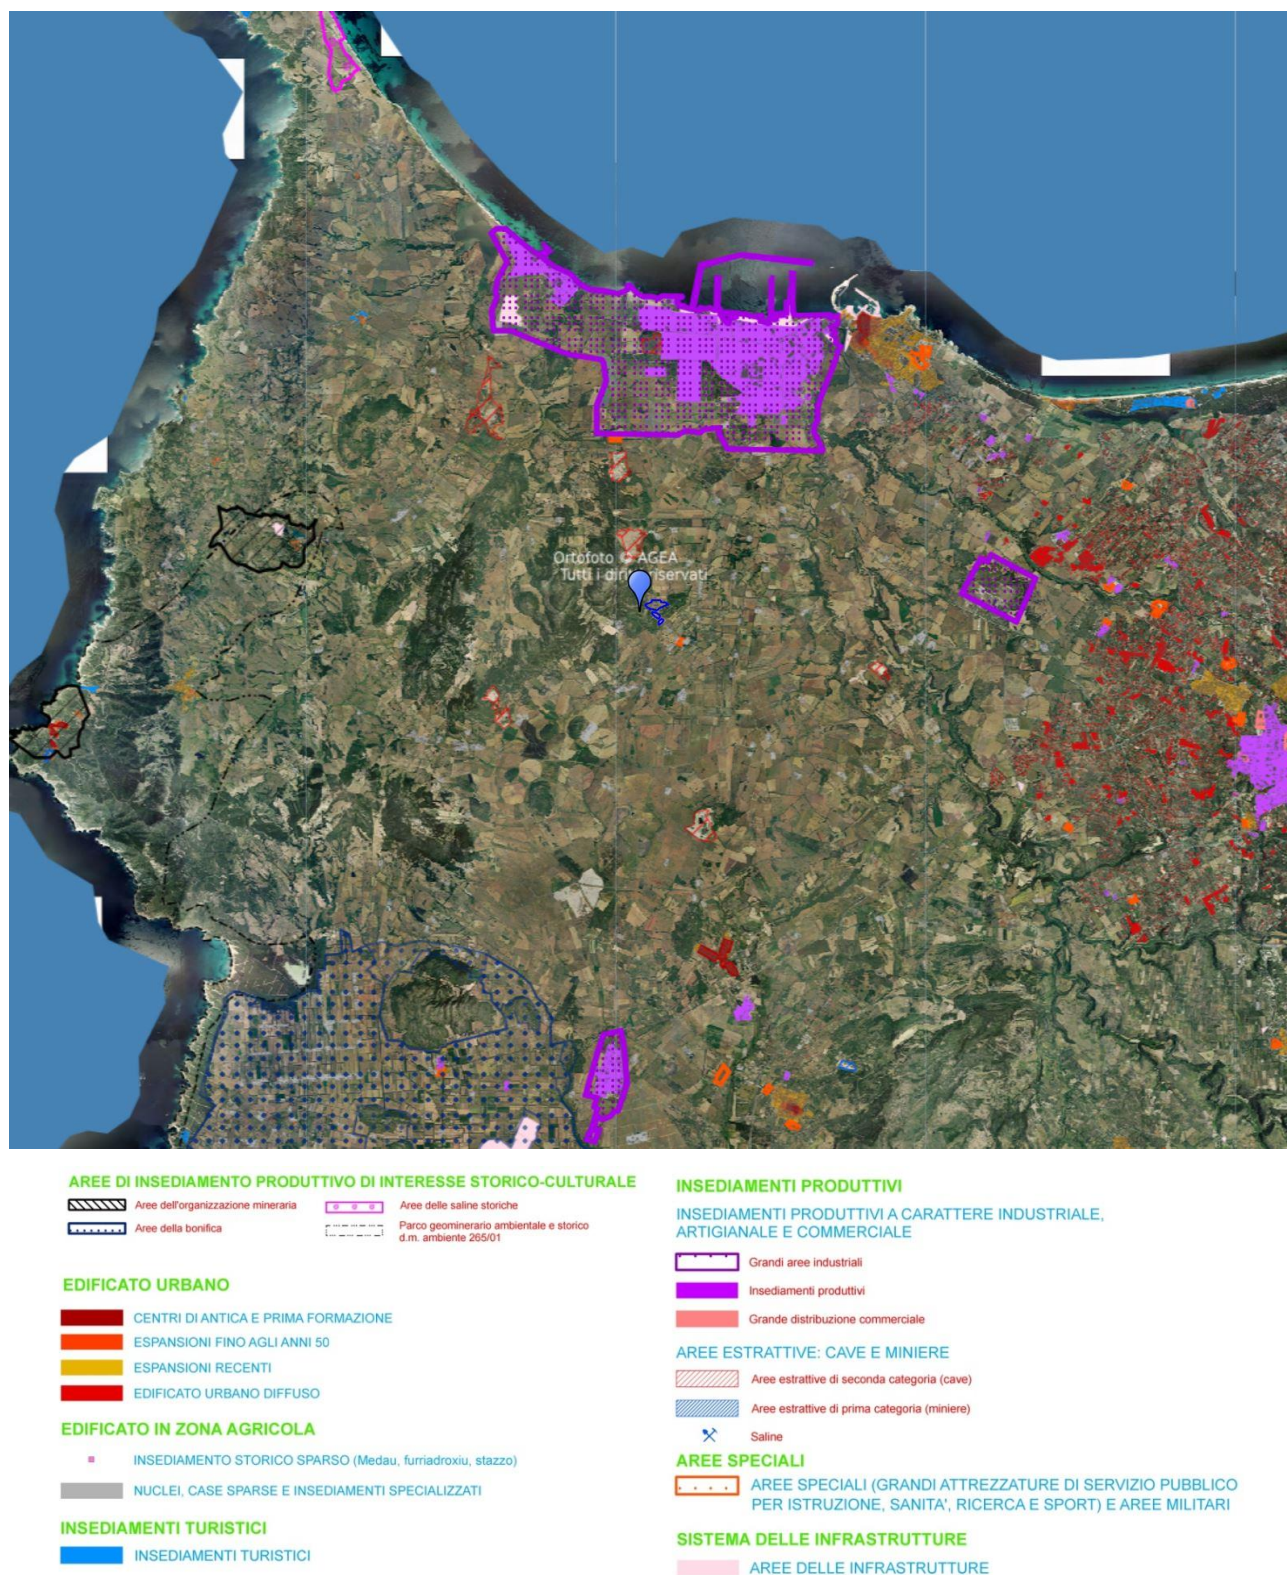 Ortofoto © AGEA
Tutti i diritti riservati
AREE DI INSEDIAMENTO PRODUTTIVO DI INTERESSE STORICO-CULTURALE
Aree dell'organizzazione mineraria
Aree delle saline storiche
Aree della bonifica
Parco geominerario ambientale e storico
d.m. ambiente 265/01
EDIFICATO URBANO
CENTRI DI ANTICA E PRIMA FORMAZIONE
ESPANSIONI FINO AGLI ANNI 50
ESPANSIONI RECENTI
EDIFICATO URBANO DIFFUSO
EDIFICATO IN ZONA AGRICOLA
INSEDIAMENTO STORICO SPARSO (Medau, furriadroxiu, stazzo)
NUCLEI, CASE SPARSE E INSEDIAMENTI SPECIALIZZATI
INSEDIAMENTI TURISTICI
INSEDIAMENTI TURISTICI
INSEDIAMENTI PRODUTTIVI
INSEDIAMENTI PRODUTTIVI A CARATTERE INDUSTRIALE,
ARTIGIANALE E COMMERCIALE
Grandi aree industriali
Insediamenti produttivi
Grande distribuzione commerciale
AREE ESTRATTIVE: CAVE E MINIERE
Aree estrattive di seconda categoria (cave)
Aree estrattive di prima categoria (miniere)
Saline
AREE SPECIALI
AREE SPECIALI (GRANDI ATTREZZATURE DI SERVIZIO PUBBLICO
PER ISTRUZIONE, SANITA', RICERCA E SPORT) E AREE MILITARI
SISTEMA DELLE INFRASTRUTTURE
AREE DELLE INFRASTRUTTURE